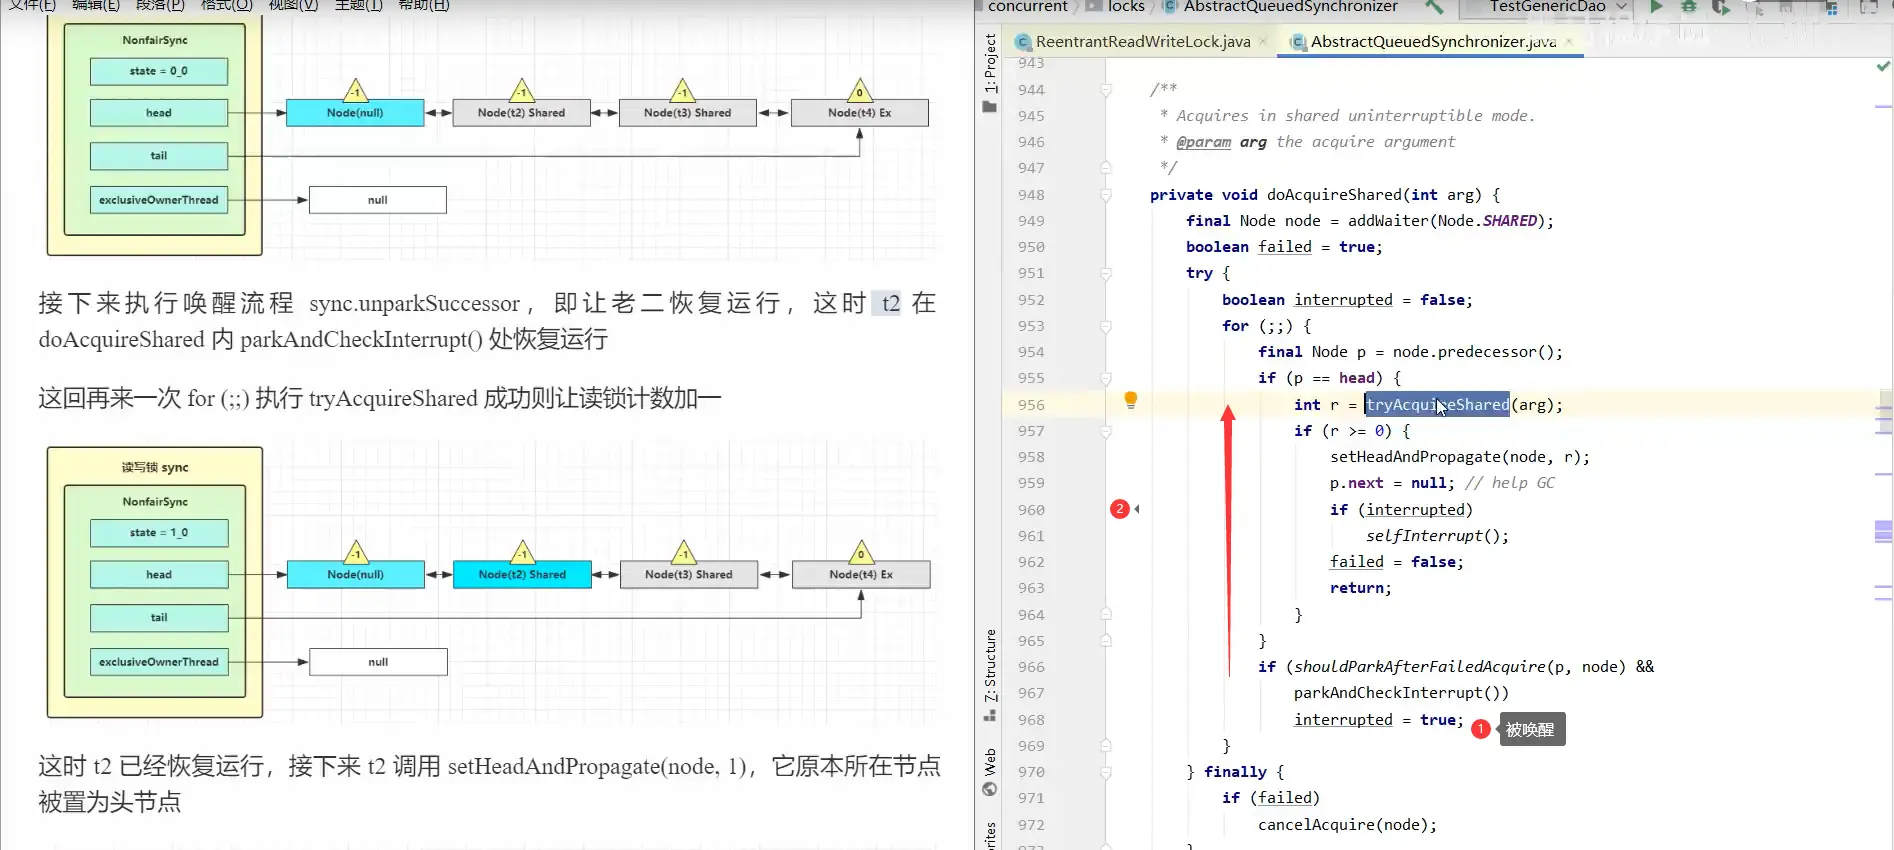 文件(F) 编辑(E) 段落(P) 格式(O) 视图(V) 主题(T) 帮助(H)
NonfairSync
state = 0_0
head
tail
exclusiveOwnerThread
-1
-1
-1
0
Node(null)
Node(t2) Shared
Node(t3) Shared
Node(t4) Ex
null
接下来执行唤醒流程 sync.unparkSuccessor，即让老二恢复运行，这时 t2 在
doAcquireShared 内 parkAndCheckInterrupt() 处恢复运行
这回再来一次 for (;;) 执行 tryAcquireShared 成功则让读锁计数加一
读写锁 sync
NonfairSync
state = 1_0
head
tail
exclusiveOwnerThread
-1
-1
-1
0
Node(null)
Node(t2) Shared
Node(t3) Shared
Node(t4) Ex
null
这时 t2 已经恢复运行，接下来 t2 调用 setHeadAndPropagate(node, 1)，它原本所在节点
被置为头节点
concurrent locks AbstractQueuedSynchronizer TestGenericDao
ReentrantReadWriteLock.java AbstractQueuedSynchronizer.java
1: Project
Z: Structure
Web
943
944 /**
945 * Acquires in shared uninterruptible mode.
946 * @param arg the acquire argument
947 */
948 private void doAcquireShared(int arg) {
949 final Node node = addWaiter(Node.SHARED);
950 boolean failed = true;
951 try {
952 boolean interrupted = false;
953 for (;;) {
954 final Node p = node.predecessor();
955 if (p == head) {
956 int r = tryAcquireShared(arg);
957 if (r >= 0) {
958 setHeadAndPropagate(node, r);
959 p.next = null; // help GC
960 if (interrupted)
2
961 selfInterrupt();
962 failed = false;
963 return;
964 }
965 }
966 if (shouldParkAfterFailedAcquire(p, node) &&
967 parkAndCheckInterrupt())
968 interrupted = true;
1 被唤醒
969 }
970 } finally {
971 if (failed)
972 cancelAcquire(node);